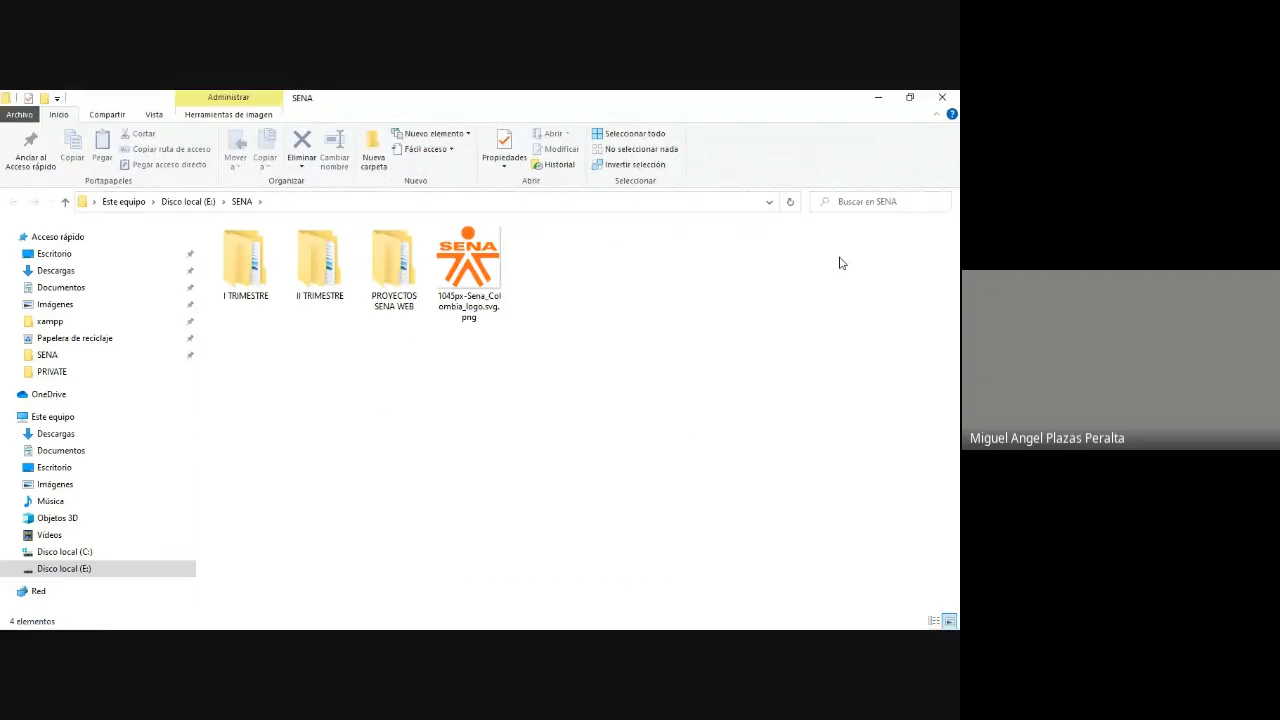 Administrar
SENA
Archivo
Inicio
Compartir
Vista
Herramientas de imagen
Anclar al
Acceso rápido
Copiar
Pegar
Cortar
Copiar ruta de acceso
Pegar acceso directo
Portapapeles
Mover
a
Copiar
a
Eliminar
Cambiar
nombre
Organizar
Nueva
carpeta
Nuevo elemento
Fácil acceso
Nuevo
Propiedades
Abrir
Modificar
Historial
Abrir
Seleccionar todo
No seleccionar nada
Invertir selección
Seleccionar
Este equipo
Disco local (E:)
SENA
Buscar en SENA
Acceso rápido
Escritorio
Descargas
Documentos
Imágenes
xampp
Papelera de reciclaje
SENA
PRIVATE
OneDrive
Este equipo
Descargas
Documentos
Escritorio
Imágenes
Música
Objetos 3D
Vídeos
Disco local (C:)
Disco local (E:)
Red
I TRIMESTRE
II TRIMESTRE
PROYECTOS
SENA WEB
SENA
1045px-Sena_Col
ombia_logo.svg.
png
4 elementos
Miguel Angel Plazas Peralta